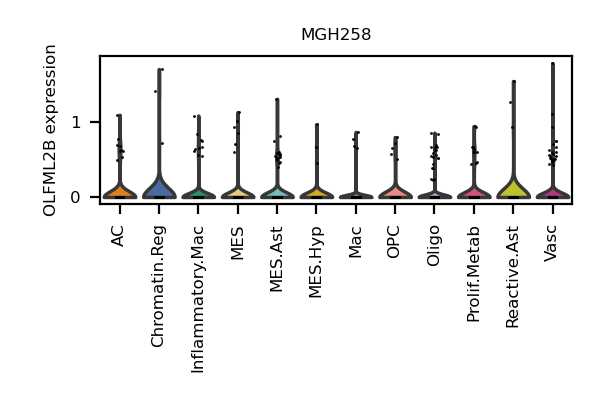 MGH258
OLFML2B expression
1
0
AC
Chromatin.Reg
Inflammatory.Mac
MES
MES.Ast
MES.Hyp
Mac
OPC
Oligo
Prolif.Metab
Reactive.Ast
Vasc